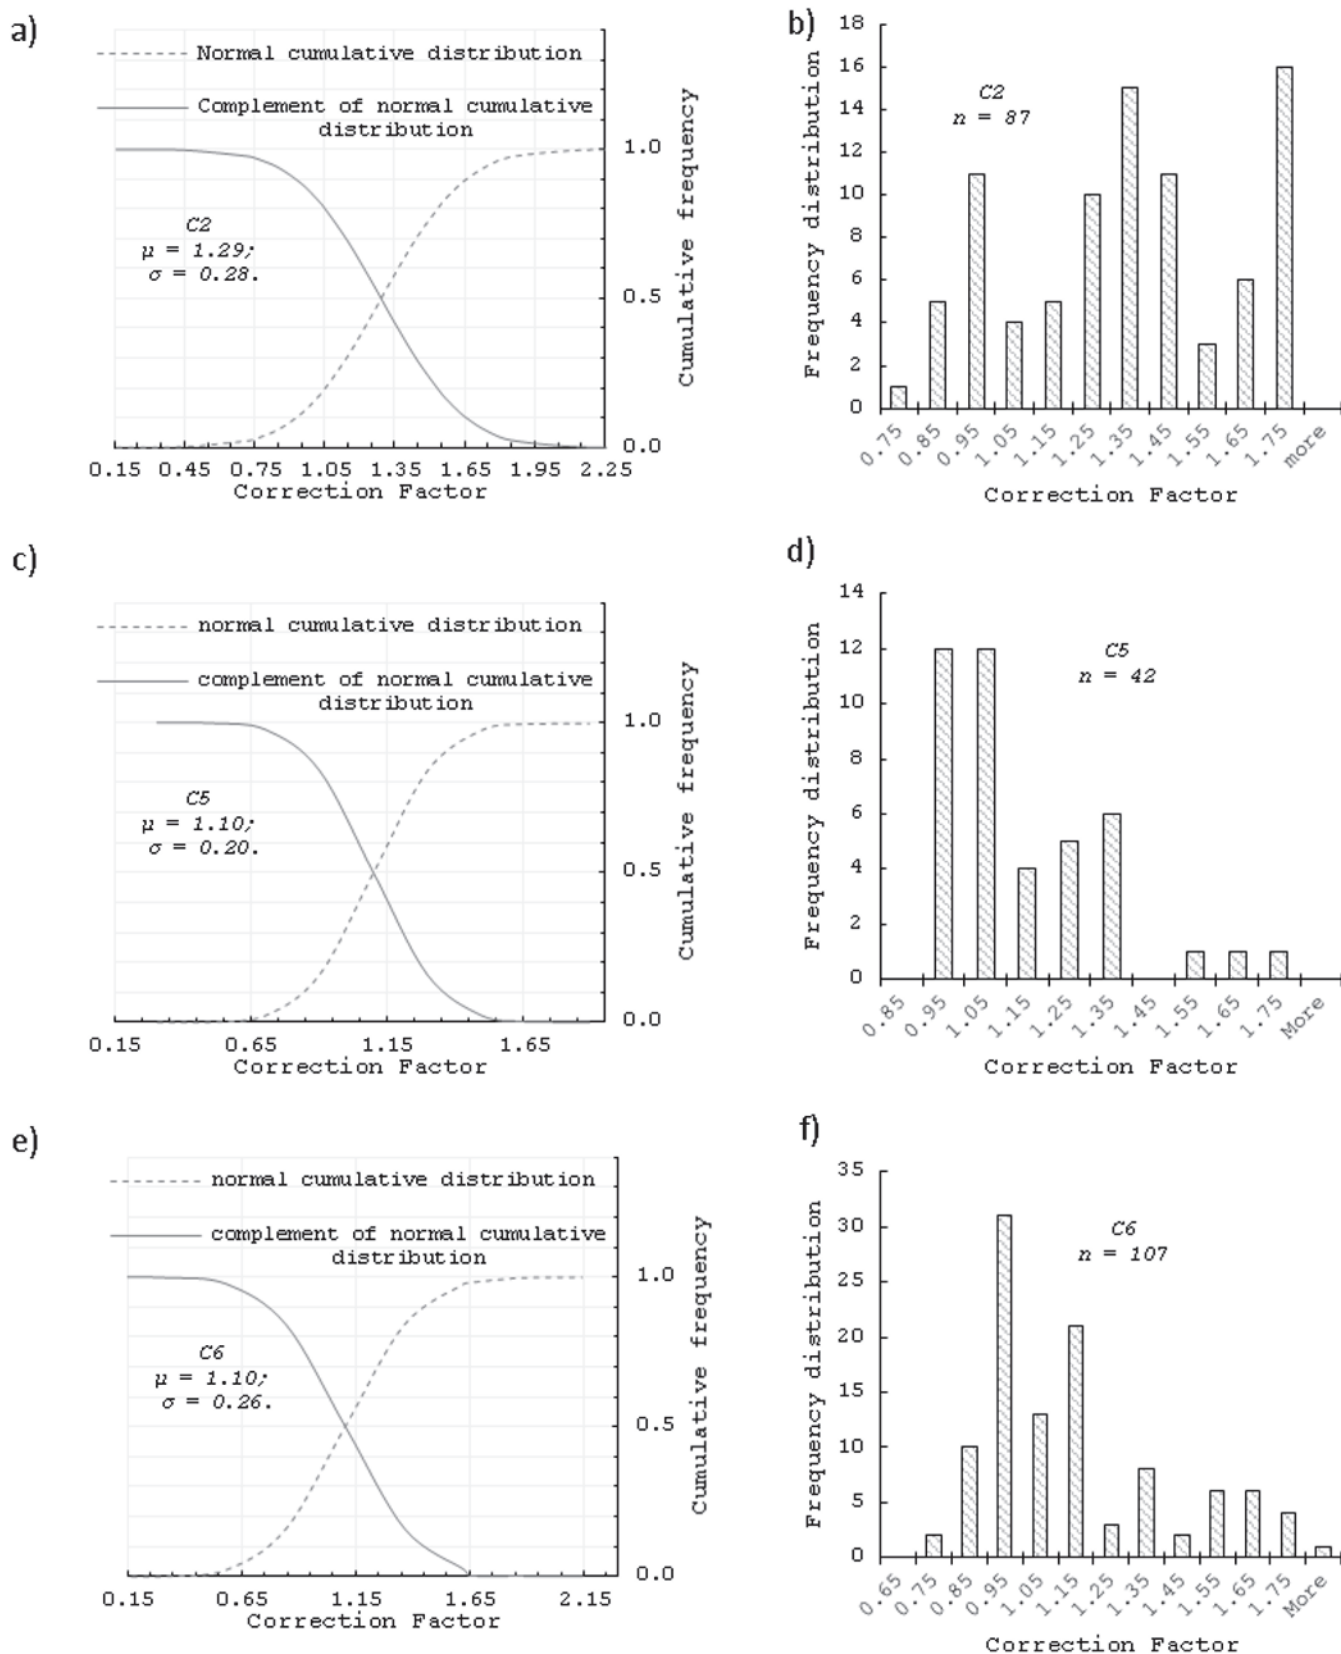 a)
Normal cumulative distribution
Complement of normal cumulative
distribution
C2
μ = 1.29;
σ = 0.28.
1.0
0.5
0.0
Cumulative frequency
0.15 0.45 0.75 1.05 1.35 1.65 1.95 2.25
Correction Factor
b)
18
16
14
12
10
8
6
4
2
0
Frequency distribution
C2
n = 87
0.75 0.85 0.95 1.05 1.15 1.25 1.35 1.45 1.55 1.65 1.75 more
Correction Factor
c)
normal cumulative distribution
complement of normal cumulative
distribution
C5
μ = 1.10;
σ = 0.20.
1.0
0.5
0.0
Cumulative frequency
0.15 0.65 1.15 1.65
Correction Factor
d)
14
12
10
8
6
4
2
0
Frequency distribution
C5
n = 42
0.85 0.95 1.05 1.15 1.25 1.35 1.45 1.55 1.65 1.75 More
Correction Factor
e)
normal cumulative distribution
complement of normal cumulative
distribution
C6
μ = 1.10;
σ = 0.26.
1.0
0.5
0.0
Cumulative frequency
0.15 0.65 1.15 1.65 2.15
Correction Factor
f)
35
30
25
20
15
10
5
0
Frequency distribution
C6
n = 107
0.65 0.75 0.85 0.95 1.05 1.15 1.25 1.35 1.45 1.55 1.65 1.75 More
Correction Factor